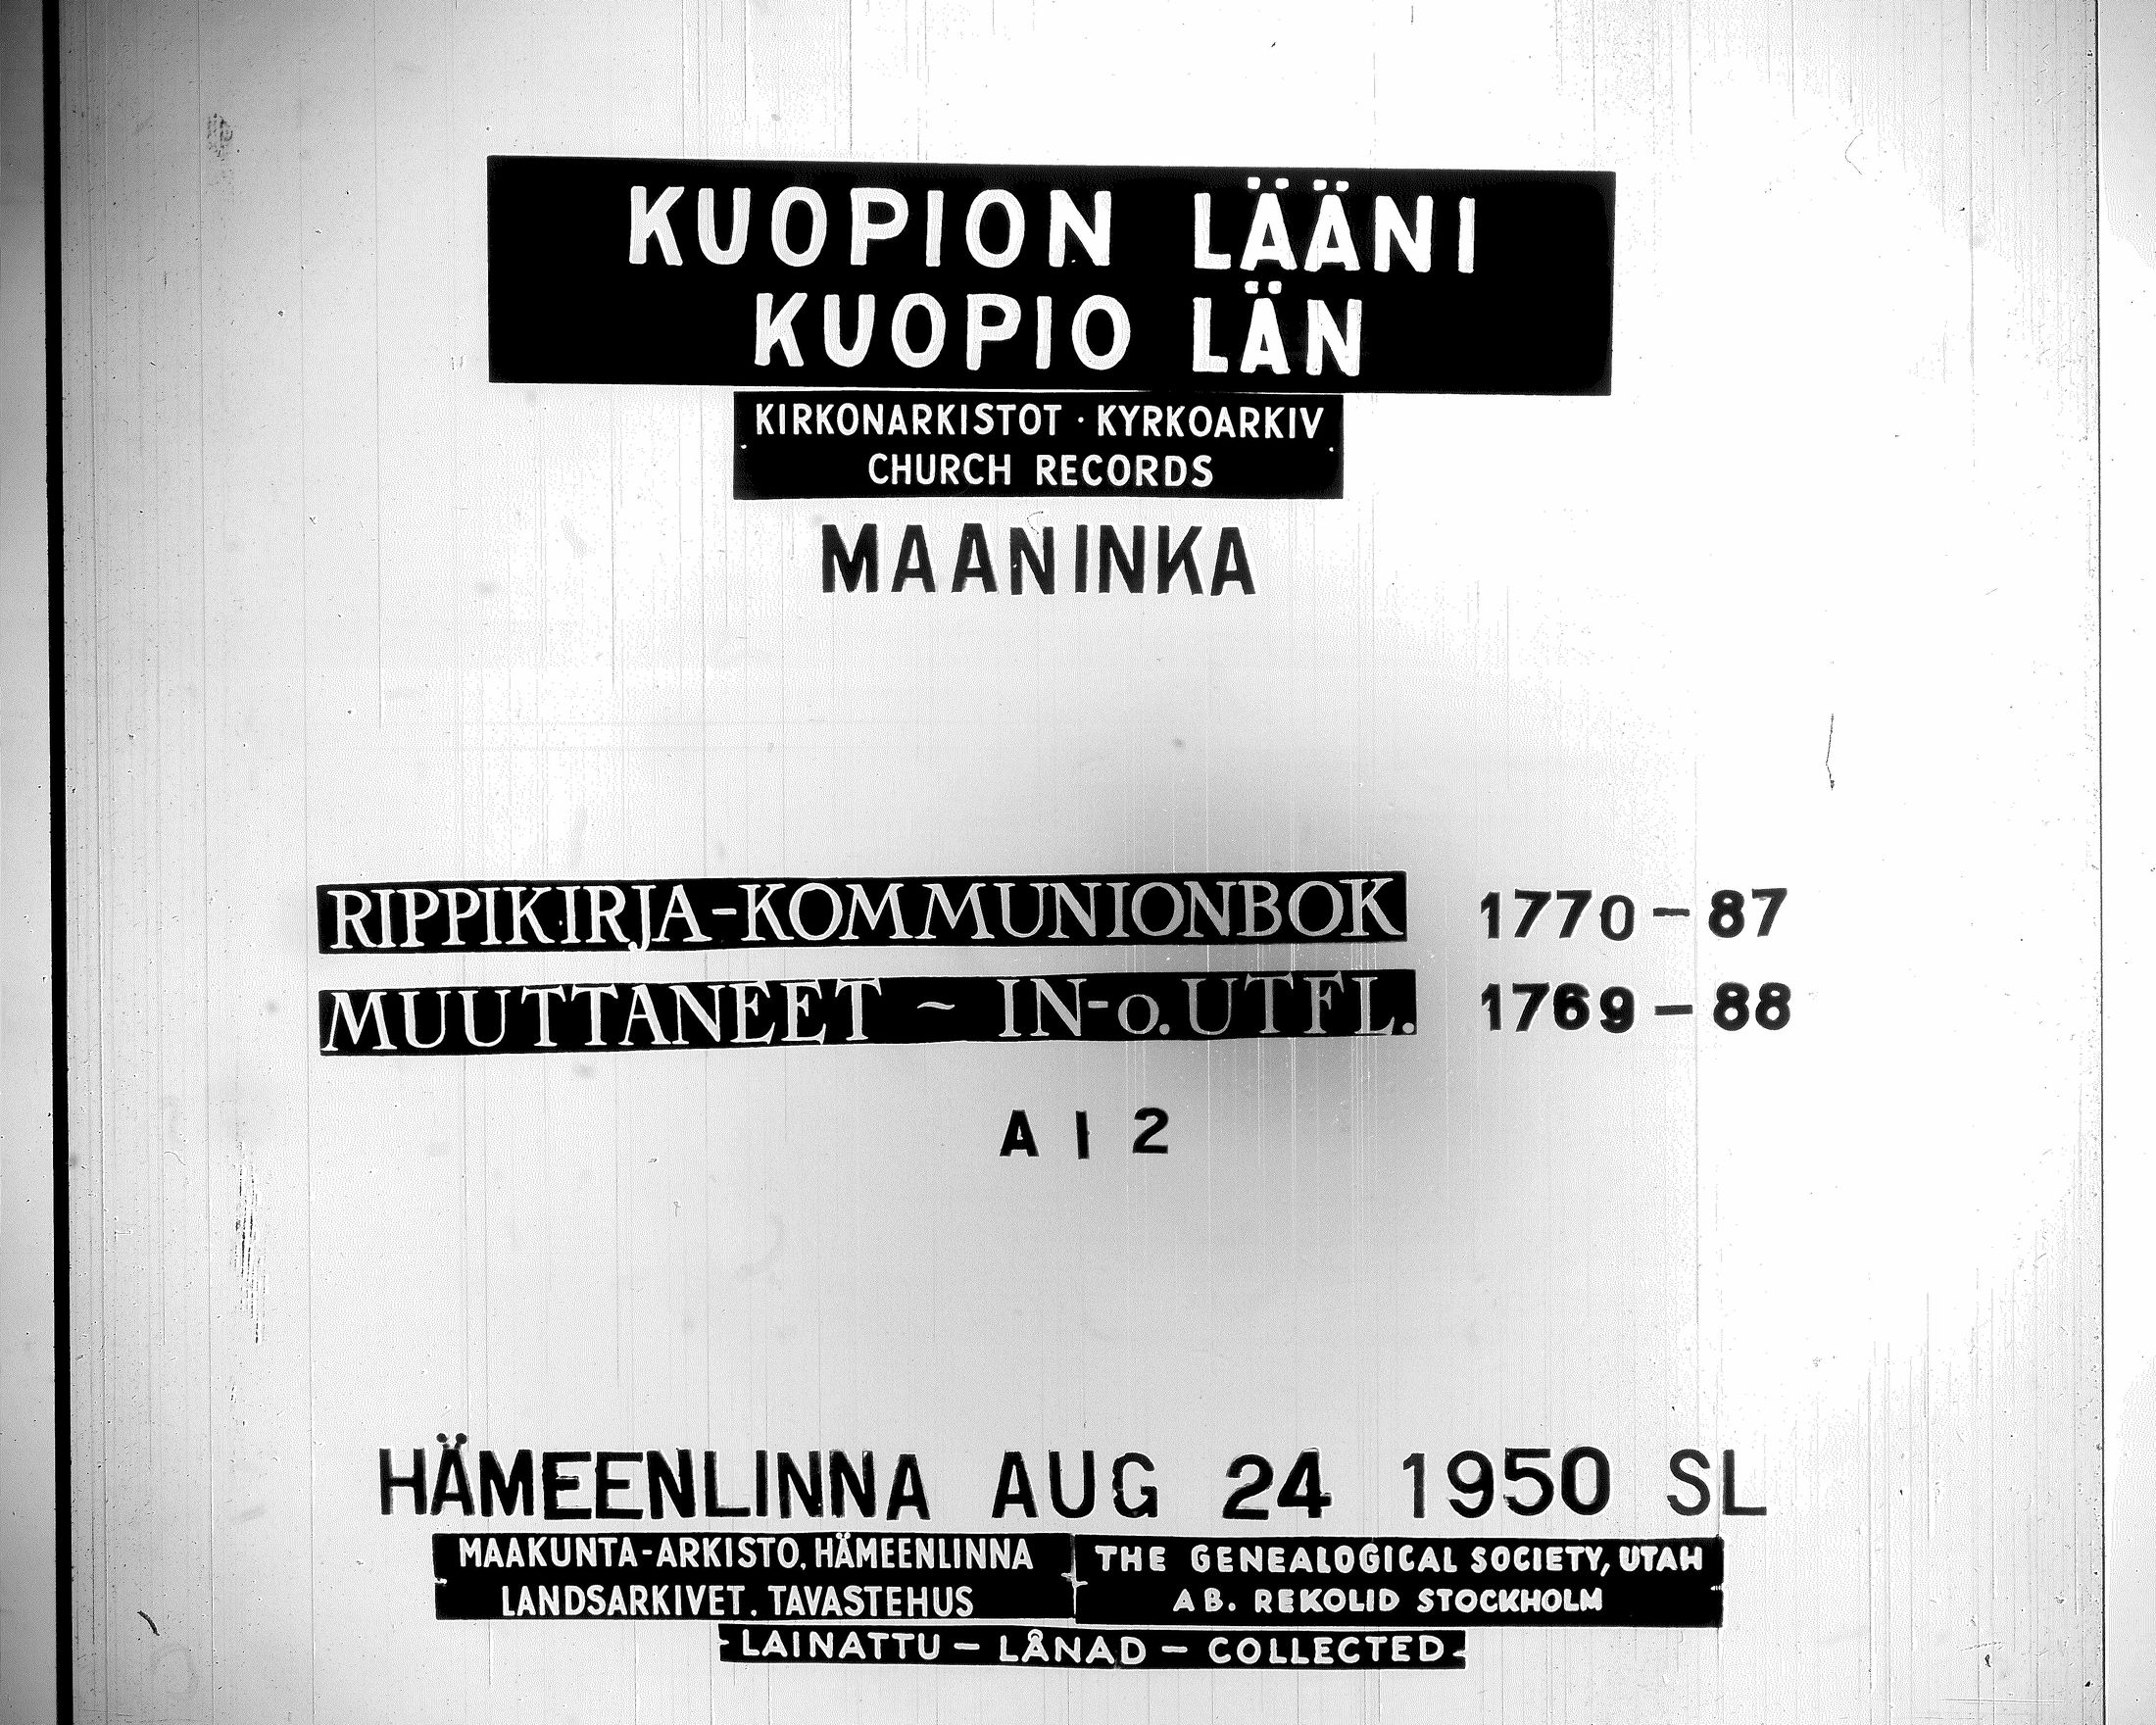 KUOPION LÄÄNI
KUOPIO LÄN
KIRKONARKISTOT · KYRKOARKIV
CHURCH RECORDS
MAANINKA
RIPPIKIRJA-KOMMUNIONBOK 1770-87
MUUTTANEET ~ IN-o. UTFL. 1769-88
A I 2
HÄMEENLINNA AUG 24 1950 SL
MAAKUNTA-ARKISTO, HÄMEENLINNA
LANDSARKIVET. TAVASTEHUS
THE GENEALOGICAL SOCIETY, UTAH
AB. REKOLID STOCKHOLM
LAINATTU - LÅNAD - COLLECTED